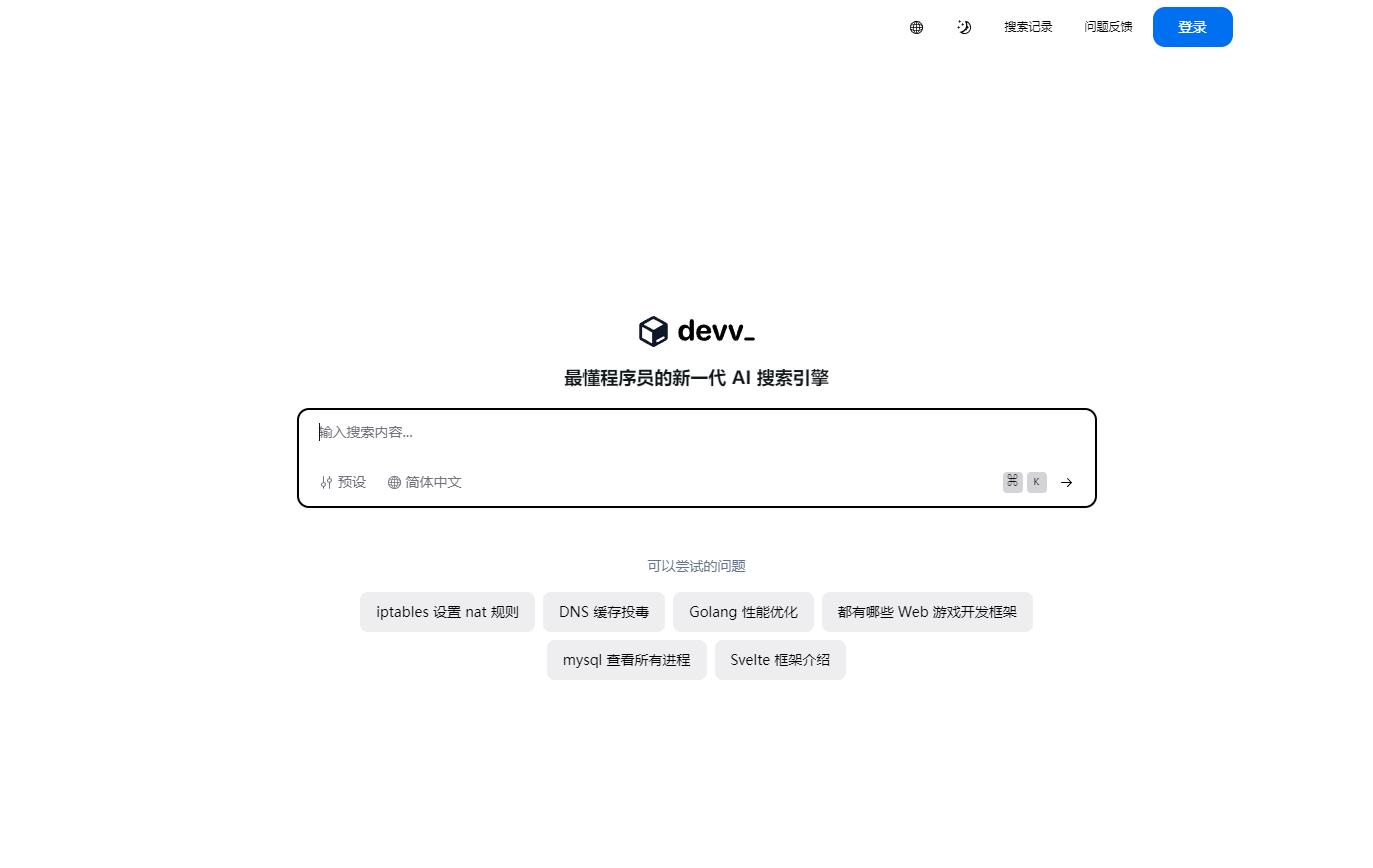 搜索记录 问题反馈 登录
devv_
最懂程序员的新一代 AI 搜索引擎
输入搜索内容...
预设 简体中文 ⌘ K →
可以尝试的问题
iptables 设置 nat 规则 DNS 缓存投毒 Golang 性能优化 都有哪些 Web 游戏开发框架
mysql 查看所有进程 Svelte 框架介绍